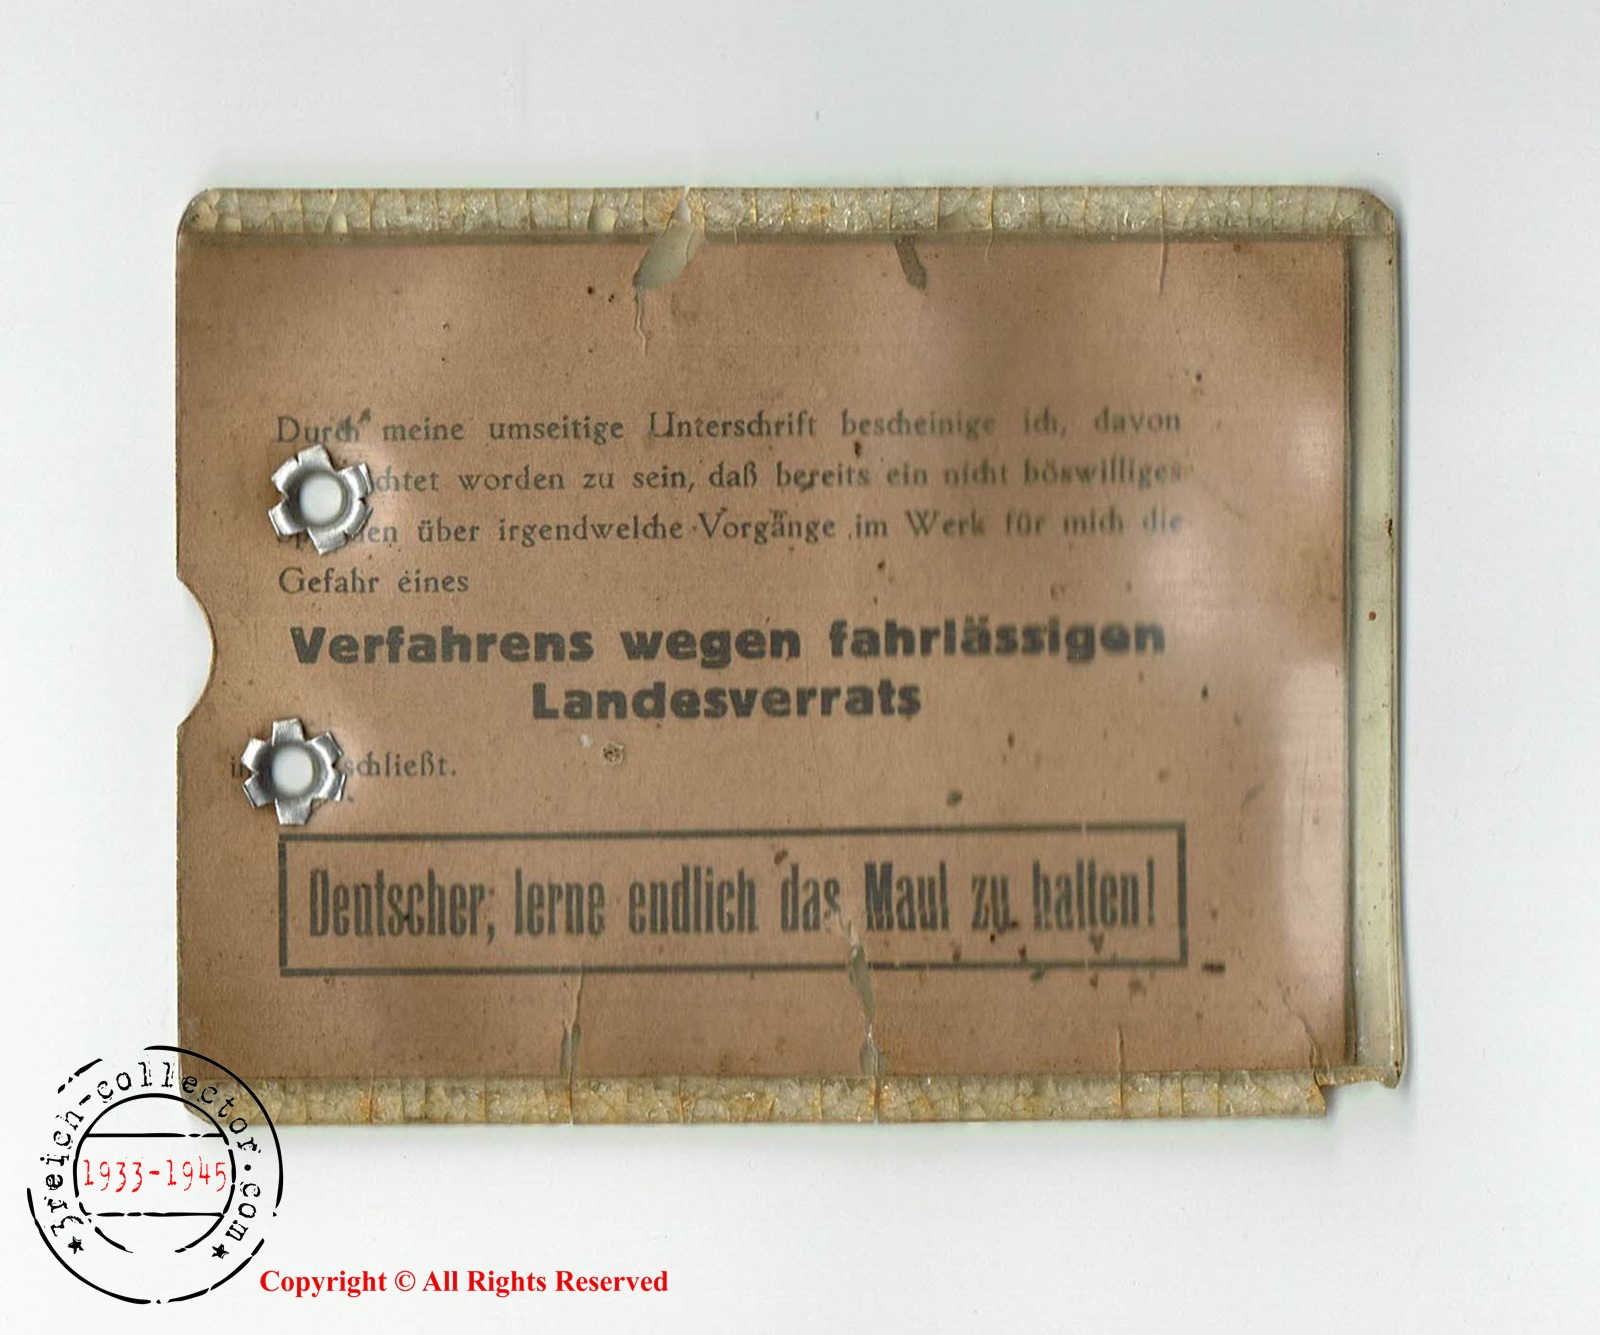 Durch meine umseitige Unterschrift bescheinige ich, davon
chtet worden zu sein, daß bereits ein nicht böswilliges
über irgendwelche Vorgänge im Werk für mich die
Gefahr eines
Verfahrens wegen fahrlässigen
Landesverrats
schließt.
Deutscher, lerne endlich das Maul zu halten!
3reich-collector.com
1933-1945
Copyright © All Rights Reserved